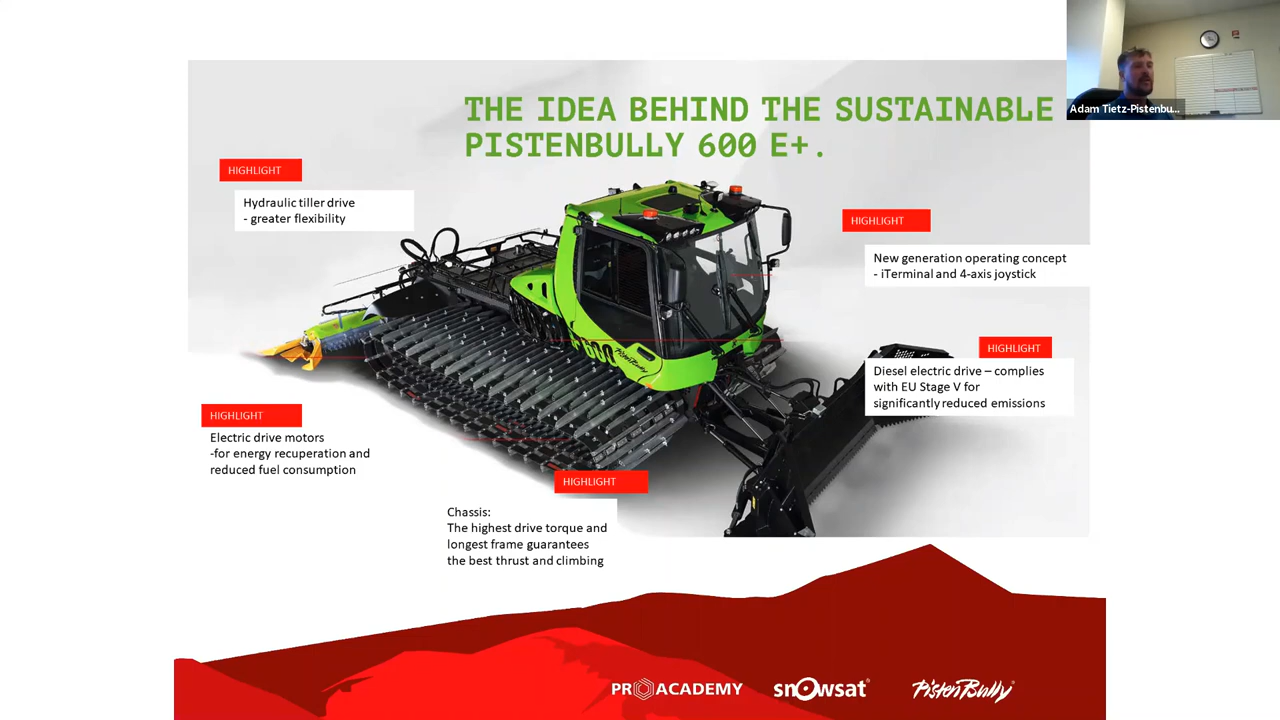 THE IDEA BEHIND THE SUSTAINABLE
PISTENBULLY 600 E+.
Adam Tietz-Pistenbu...
HIGHLIGHT
Hydraulic tiller drive
- greater flexibility
HIGHLIGHT
New generation operating concept
- iTerminal and 4-axis joystick
HIGHLIGHT
Diesel electric drive – complies
with EU Stage V for
significantly reduced emissions
600 PistenBully
HIGHLIGHT
Electric drive motors
-for energy recuperation and
reduced fuel consumption
HIGHLIGHT
Chassis:
The highest drive torque and
longest frame guarantees
the best thrust and climbing
PROACADEMY
snowsat
PistenBully